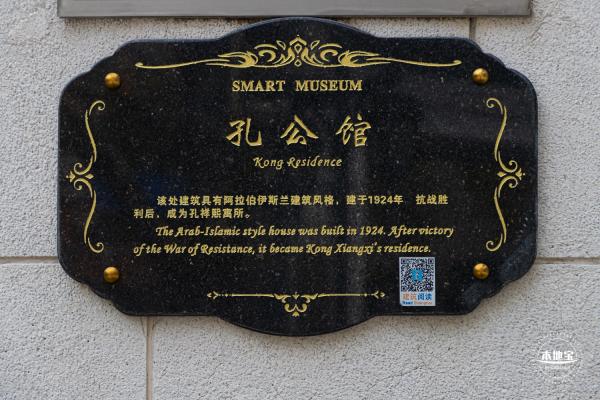 SMART MUSEUM
孔公馆
Kong Residence
该处建筑具有阿拉伯伊斯兰建筑风格，建于1924年 抗战胜
利后，成为孔祥熙寓所。
The Arab-Islamic style house was built in 1924. After victory
of the War of Resistance, it became Kong Xiangxi's residence.
建筑阅读
Read Shanghai
本地宝